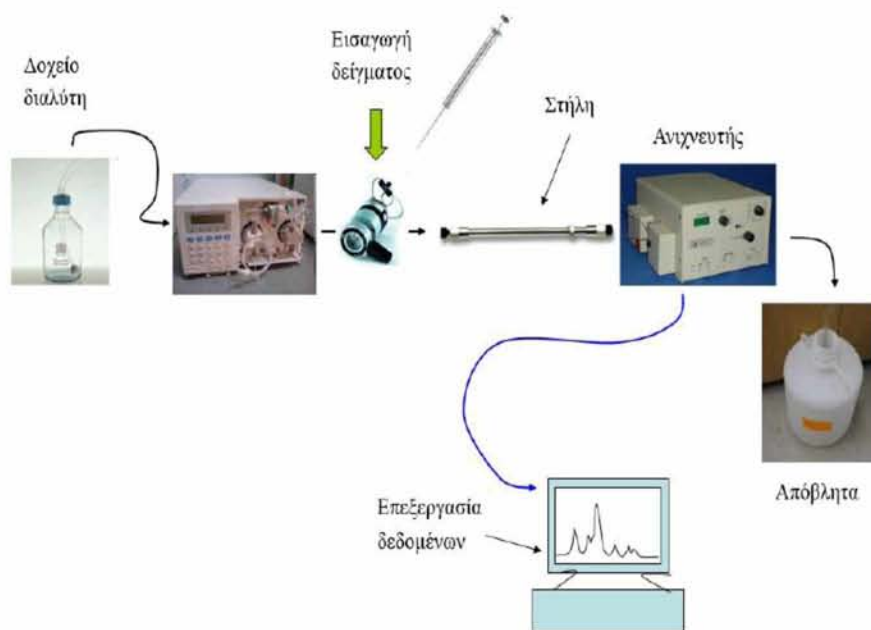 Δοχείο
διαλύτη
Εισαγωγή
δείγματος
Στήλη
Ανιχνευτής
Απόβλητα
Επεξεργασία
δεδομένων